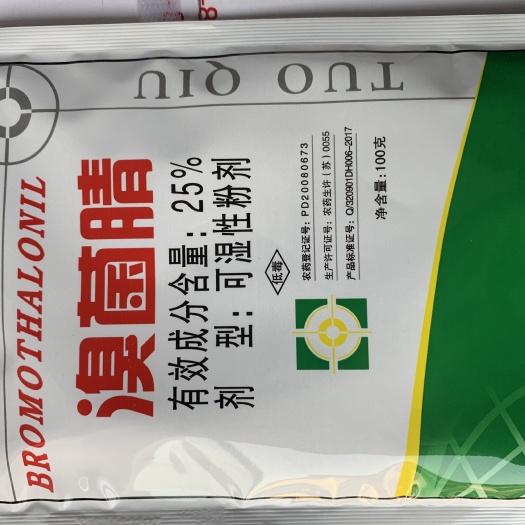 TUO QIU
BROMOTHALONIL
溴菌腈
有效成分含量：25%
剂 型：可湿性粉剂
低毒
农药登记证号：PD20080673
生产许可证号：农药生许（苏）0055
产品标准证号：Q/320901DH006-2017
净含量：100克